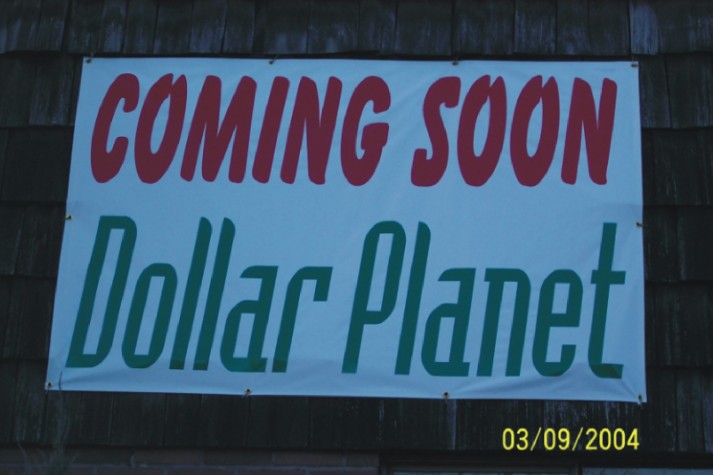 COMING SOON
Dollar Planet
03/09/2004